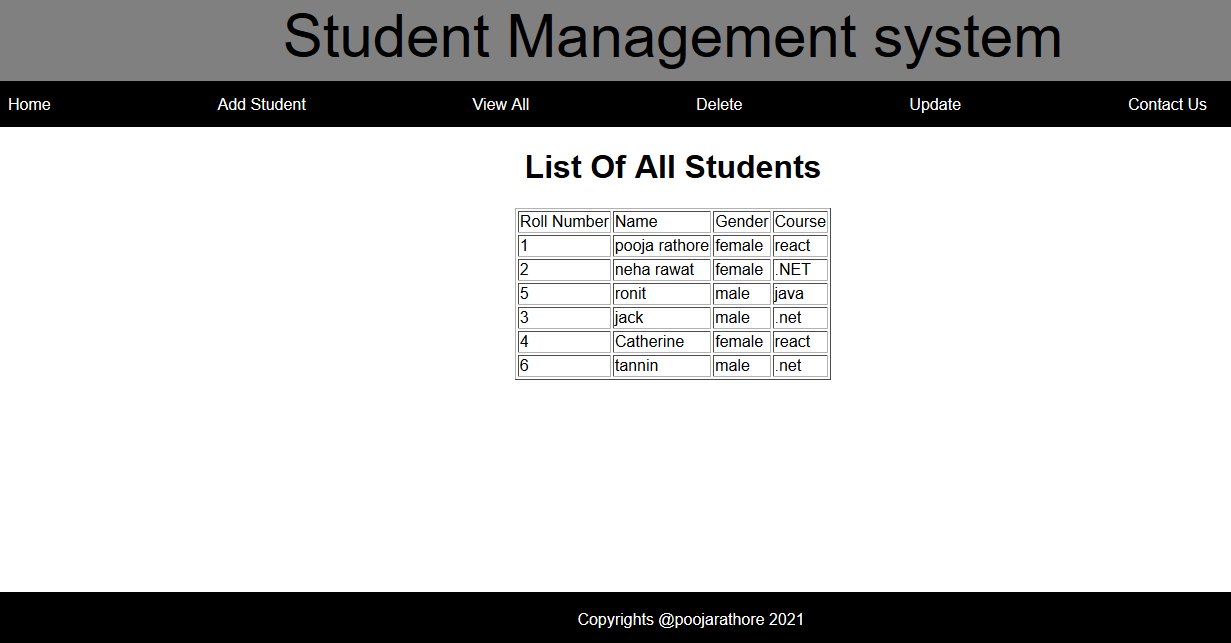 Student Management system
Home Add Student View All Delete Update Contact Us
List Of All Students
Roll Number Name Gender Course
1 pooja rathore female react
2 neha rawat female .NET
5 ronit male java
3 jack male .net
4 Catherine female react
6 tannin male .net
Copyrights @poojarathore 2021